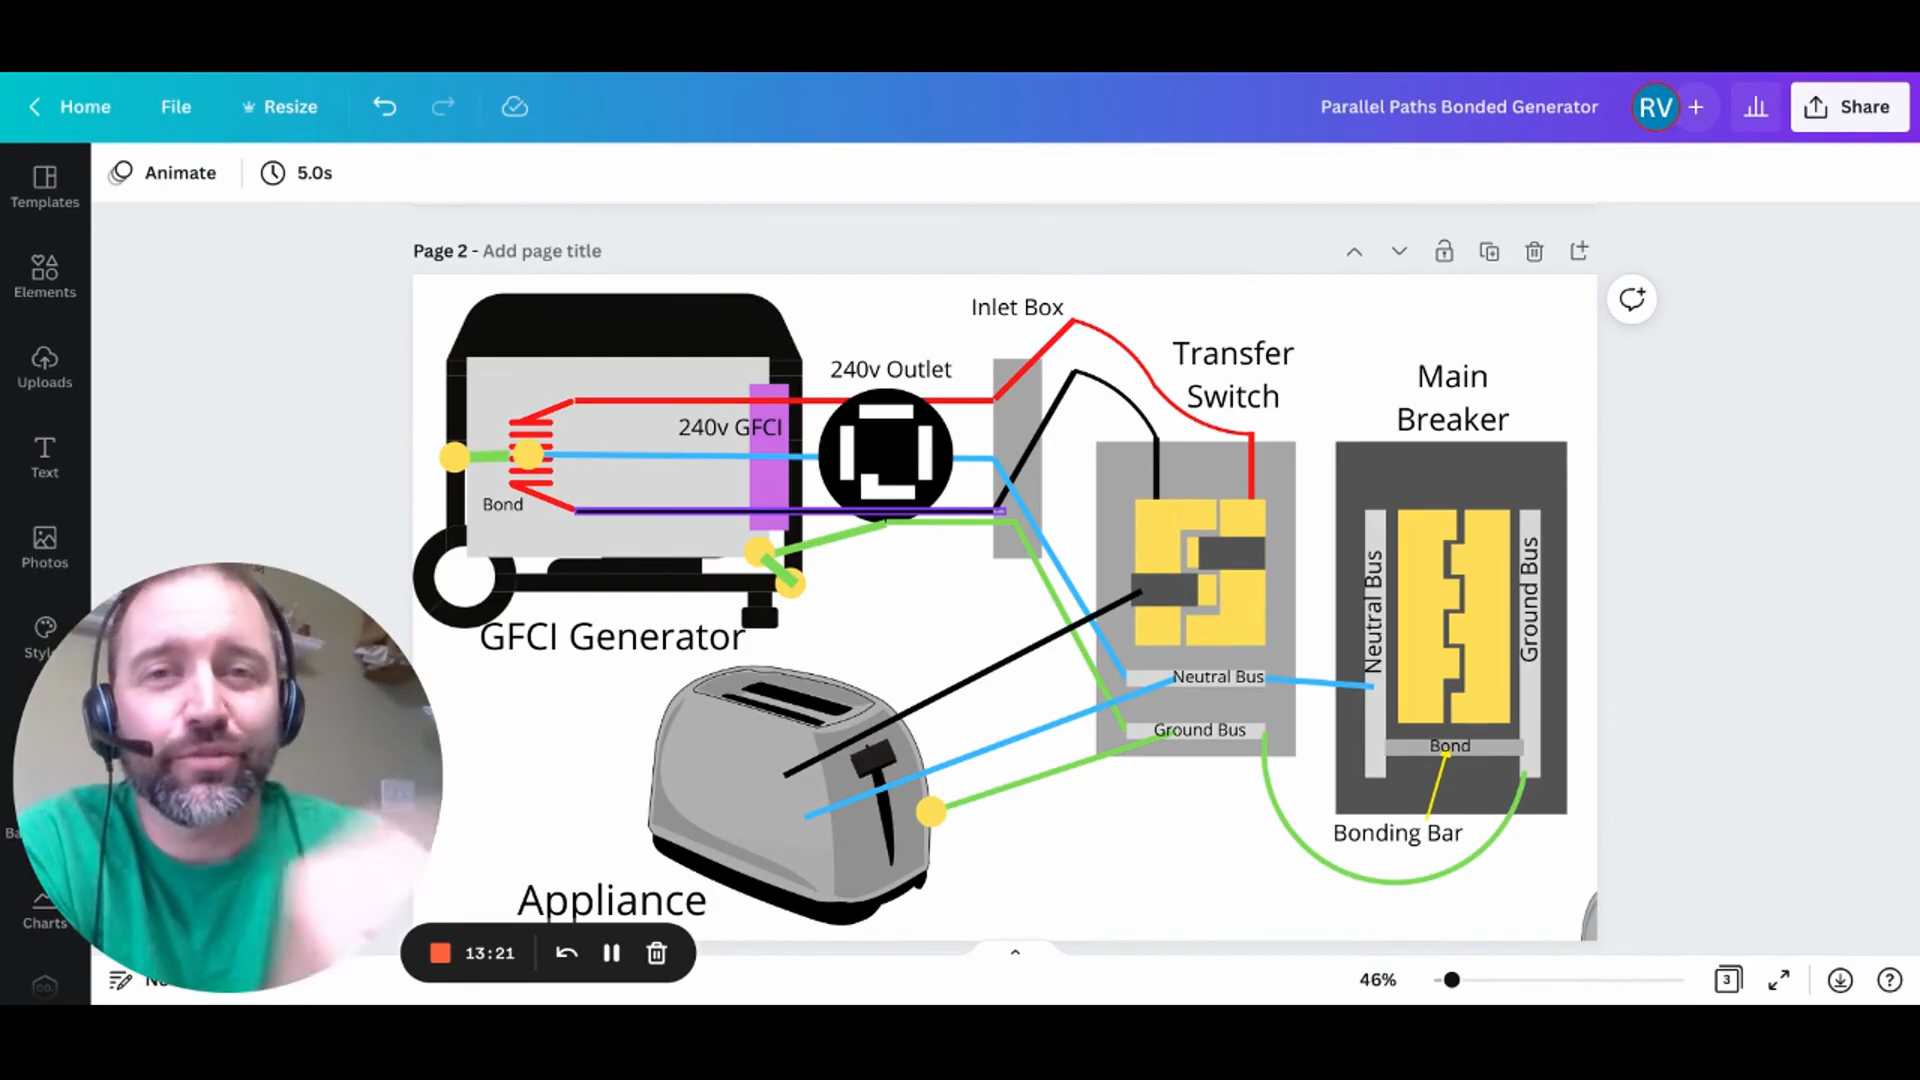 Home
File
Resize
Parallel Paths Bonded Generator
RV
+
Share
Templates
Animate
5.0s
Elements
Uploads
Text
Photos
Charts
Page 2 - Add page title
Inlet Box
240v Outlet
Transfer
Switch
Main
Breaker
240v GFCI
Bond
GFCI Generator
Neutral Bus
Ground Bus
Neutral Bus
Ground Bus
Bond
Bonding Bar
Appliance
13:21
46%
3
?